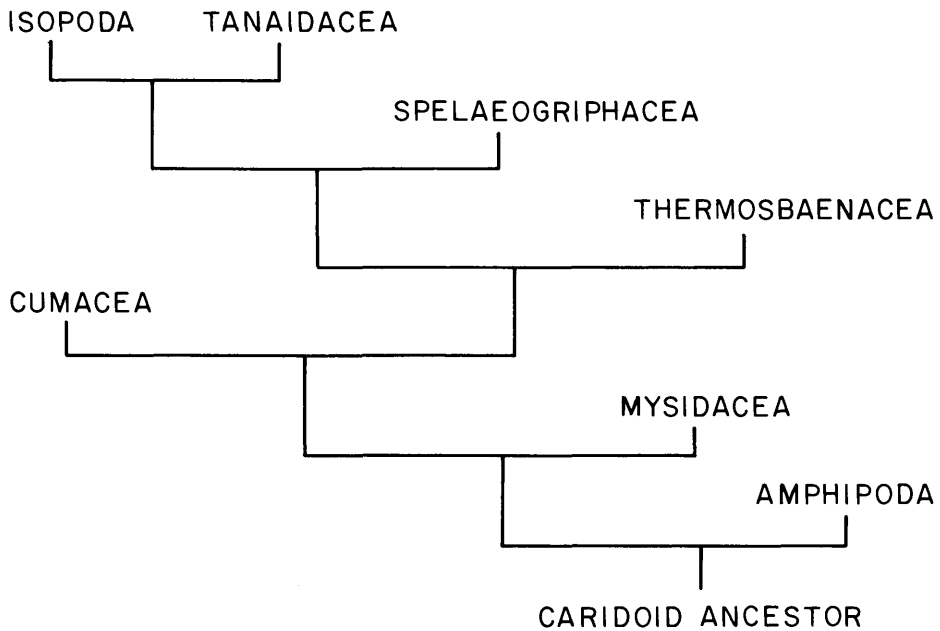 ISOPODA TANAIDACEA
SPELAEOGRIPHACEA
THERMOSBAENACEA
CUMACEA
MYSIDACEA
AMPHIPODA
CARIDOID ANCESTOR